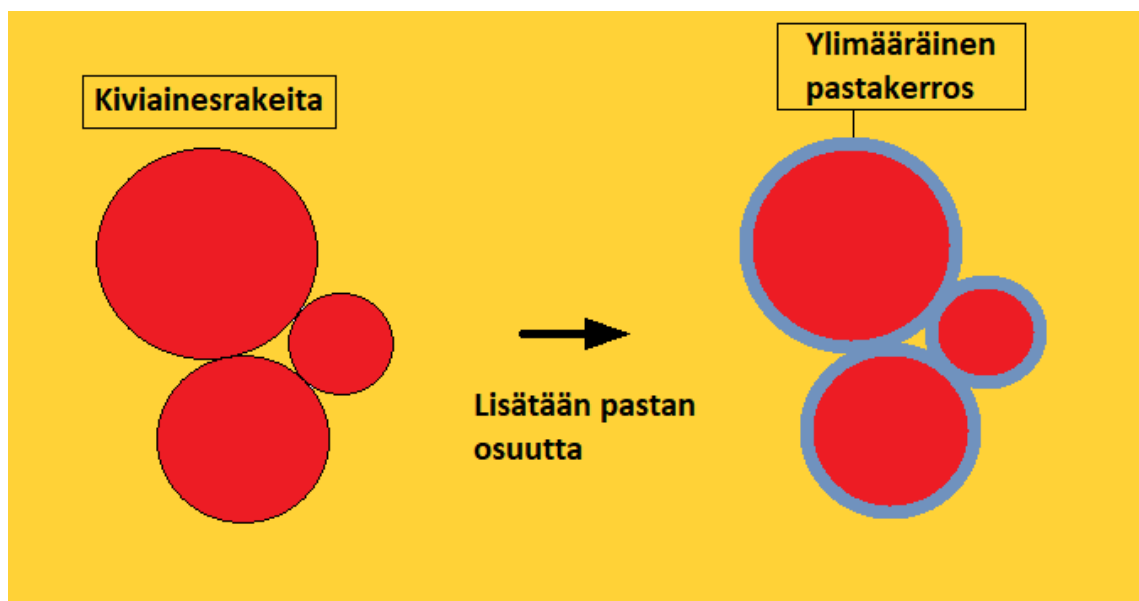 Kiviainesrakeita
Ylimääräinen
pastakerros
Lisätään pastan
osuutta